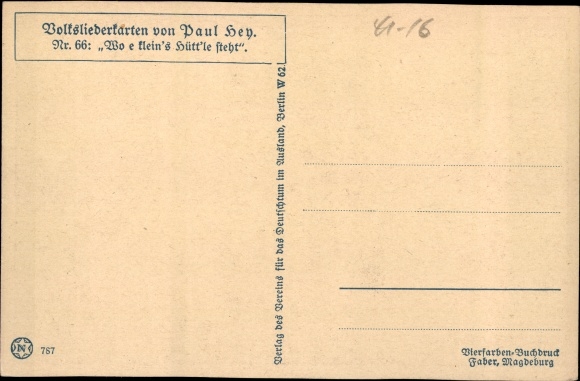 Volksliederkarten von Paul Hey.
Nr. 66: „Wo e klein's Hütt'le steht“.
41-16
Verlag des Vereins für das Deutschtum im Ausland, Berlin W 62.
N 767
Vierfarben-Buchdruck
Faber, Magdeburg